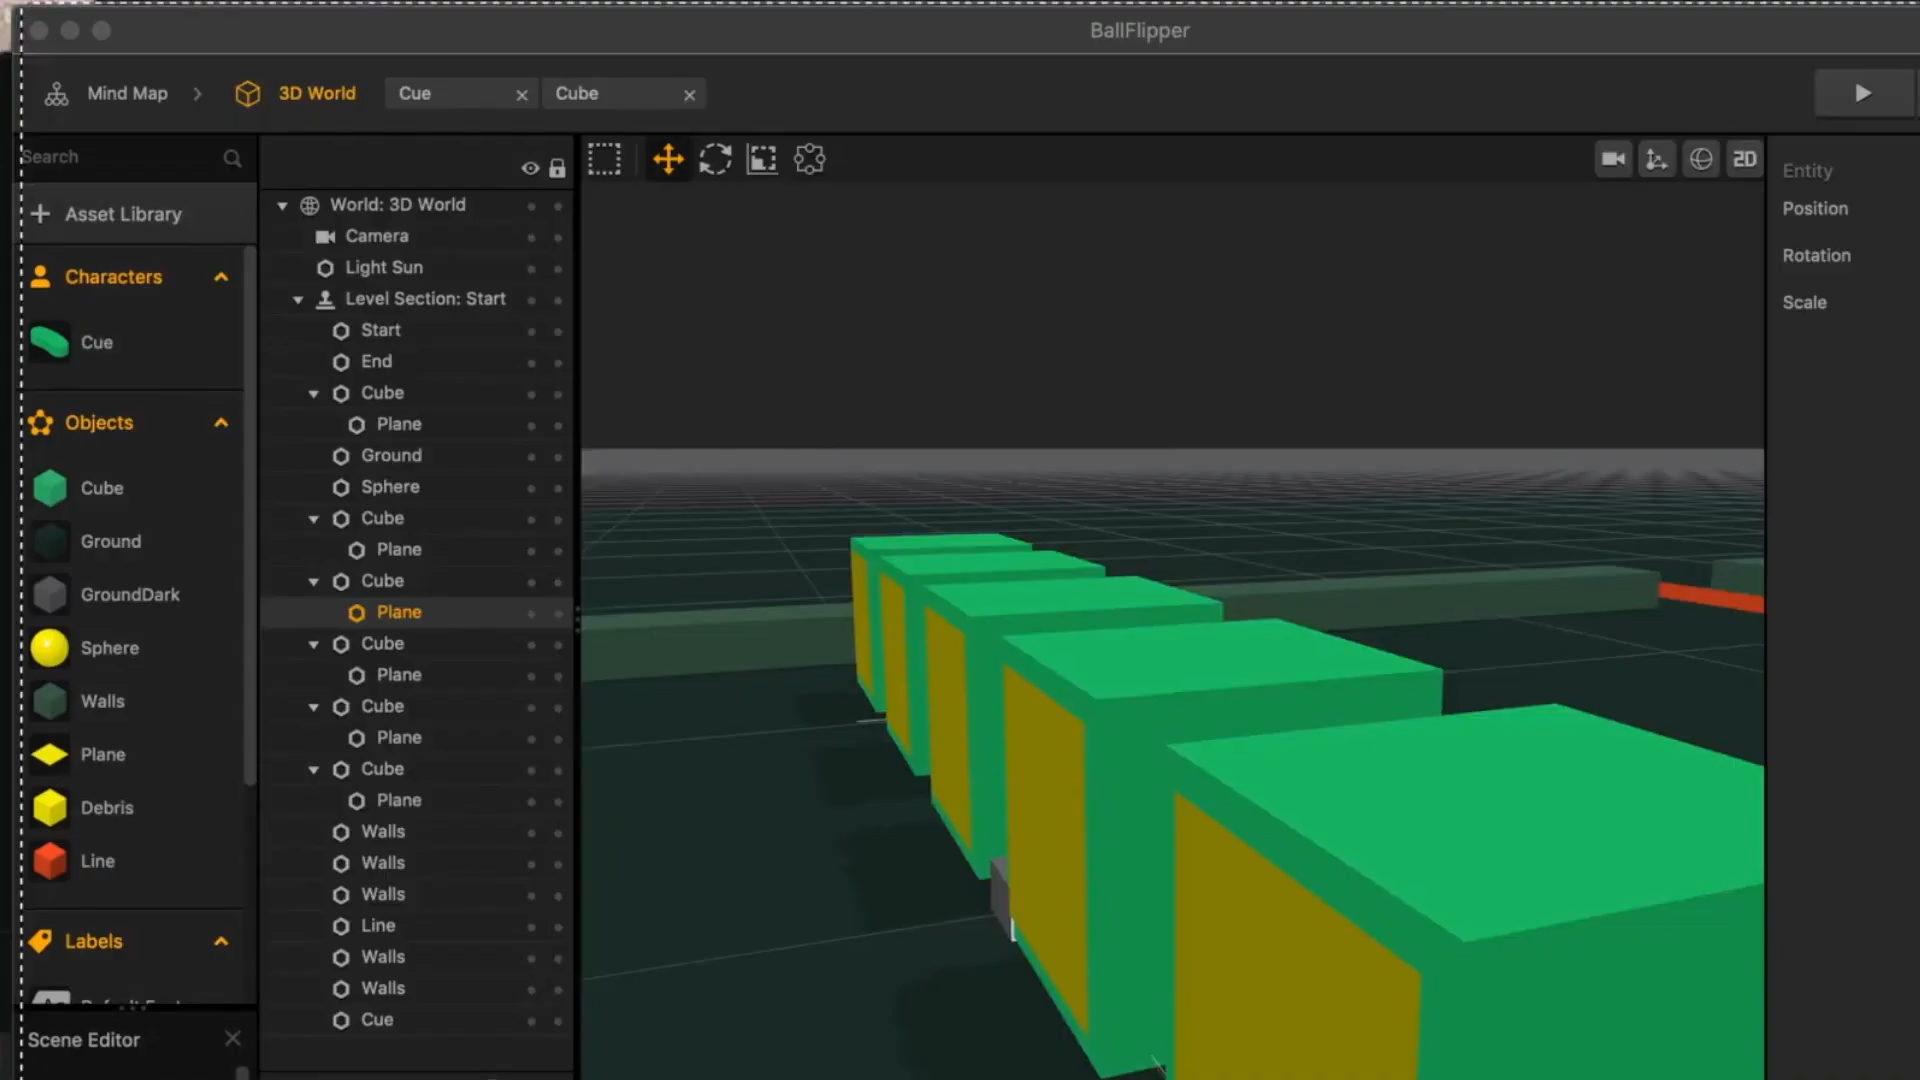 BallFlipper
Mind Map
3D World
Cue
Cube
Search
Asset Library
Characters
Cue
Objects
Cube
Ground
GroundDark
Sphere
Walls
Plane
Debris
Line
Labels
Scene Editor
World: 3D World
Camera
Light Sun
Level Section: Start
Start
End
Cube
Plane
Ground
Sphere
Cube
Plane
Cube
Plane
Cube
Plane
Cube
Plane
Cube
Plane
Walls
Walls
Walls
Line
Walls
Walls
Cue
2D
Entity
Position
Rotation
Scale